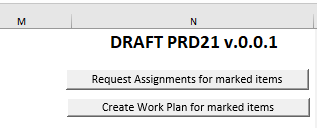 M N
DRAFT PRD21 v.0.0.1
Request Assignments for marked items
Create Work Plan for marked items